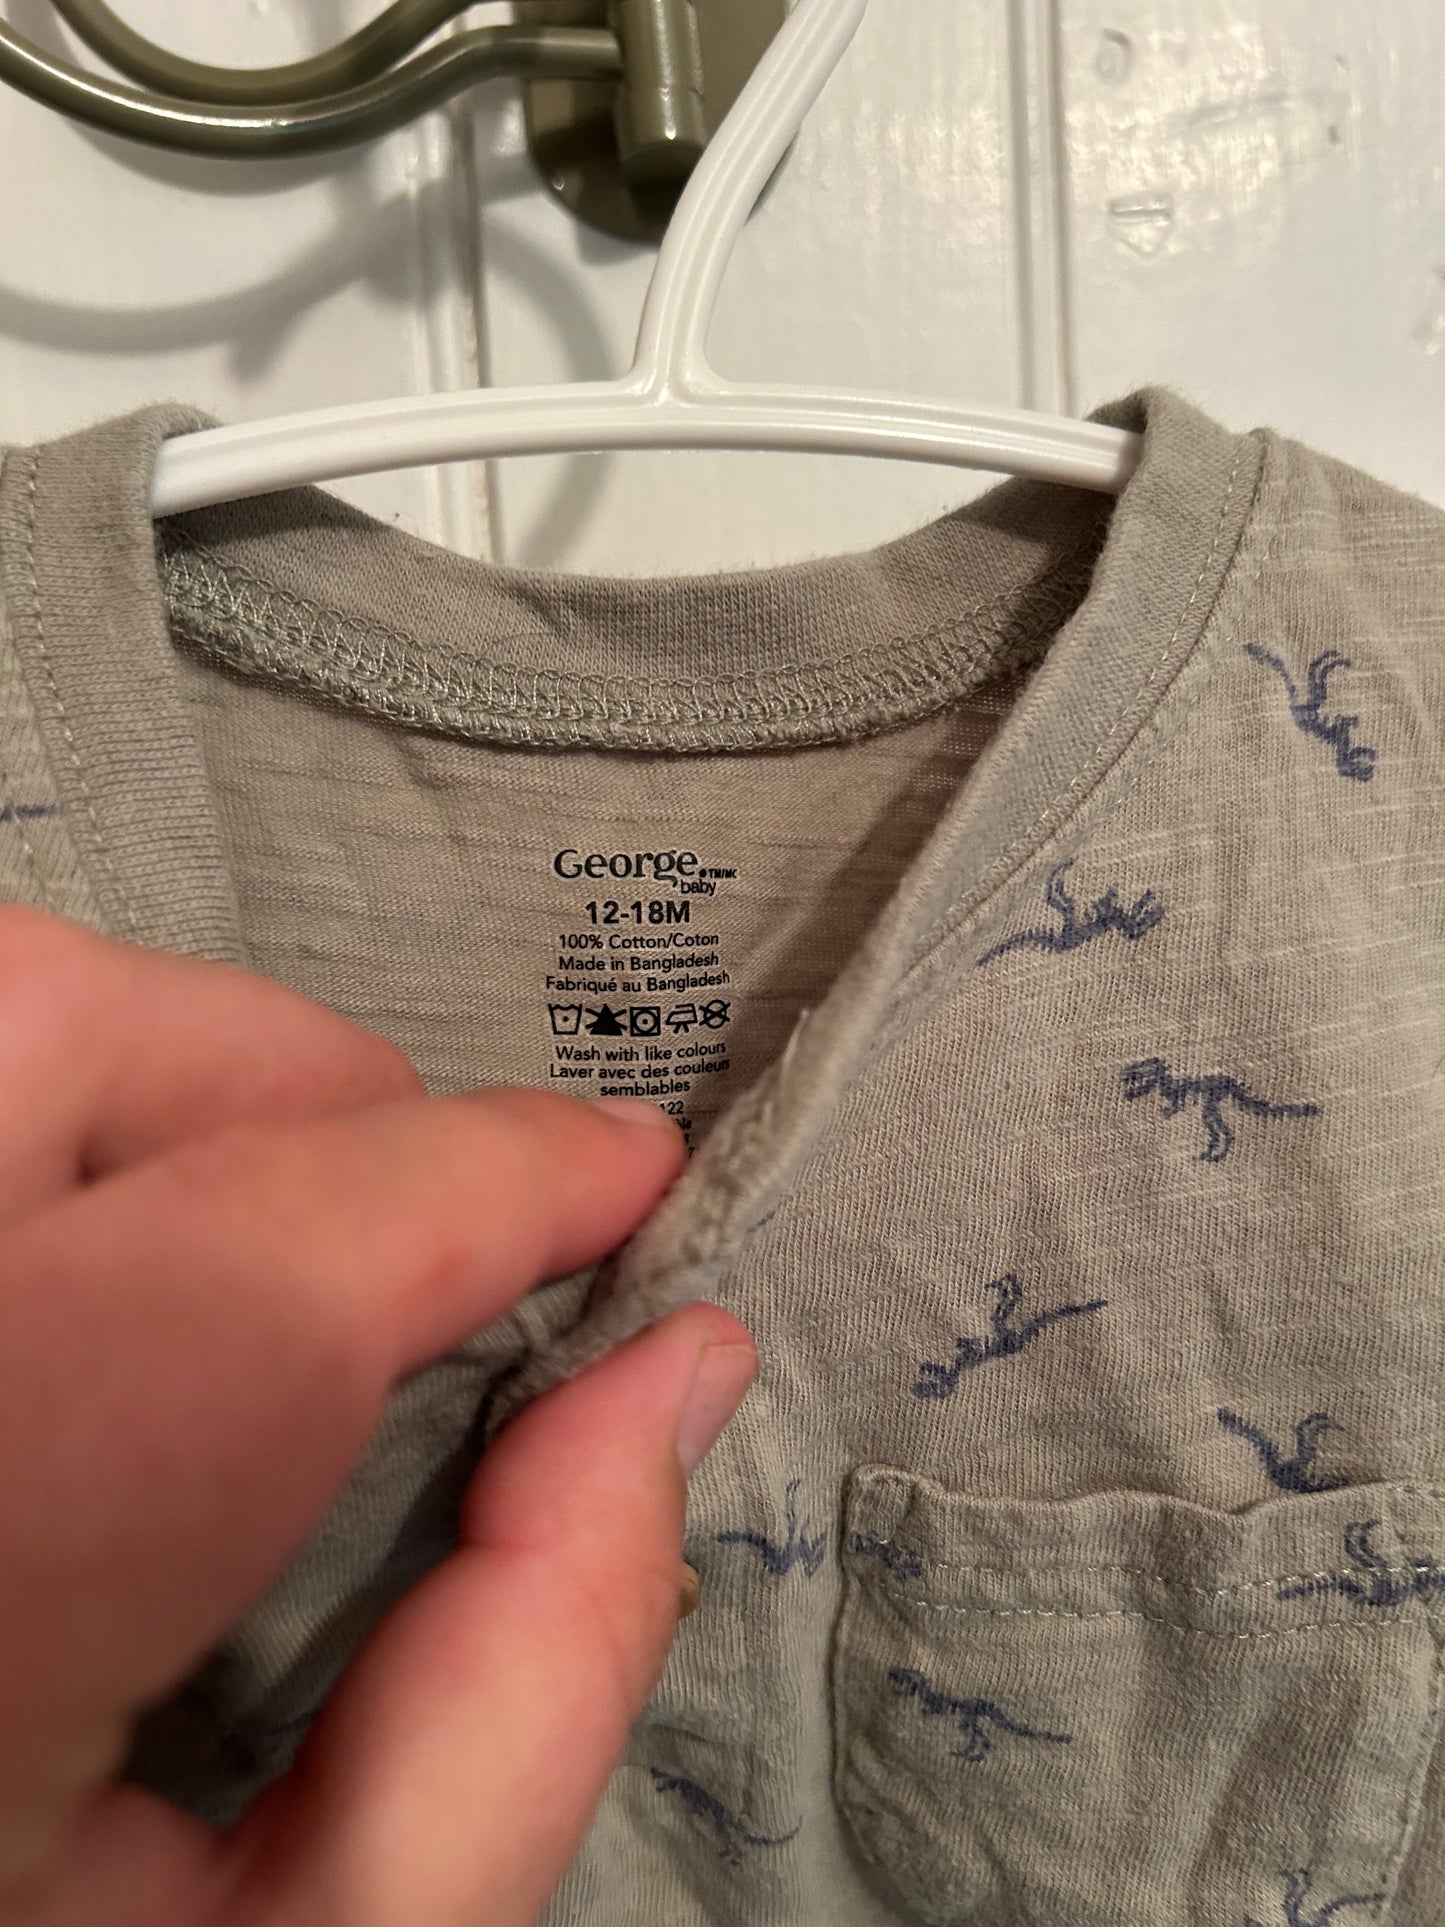 George.TM/MC
baby
12-18M
100% Cotton/Coton
Made in Bangladesh
Fabriqué au Bangladesh
Wash with like colours
Laver avec des couleurs
semblables
122